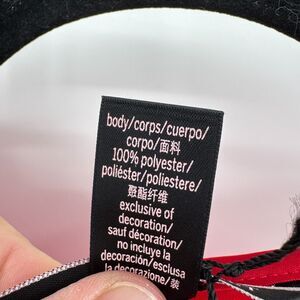 body/corps/cuerpo/
corpo/面料
100% polyester/
poliéster/poliestere/
聚酯纤维
exclusive of
decoration/
sauf décoration/
no incluye la
decoración/esclusa
la decorazione/装